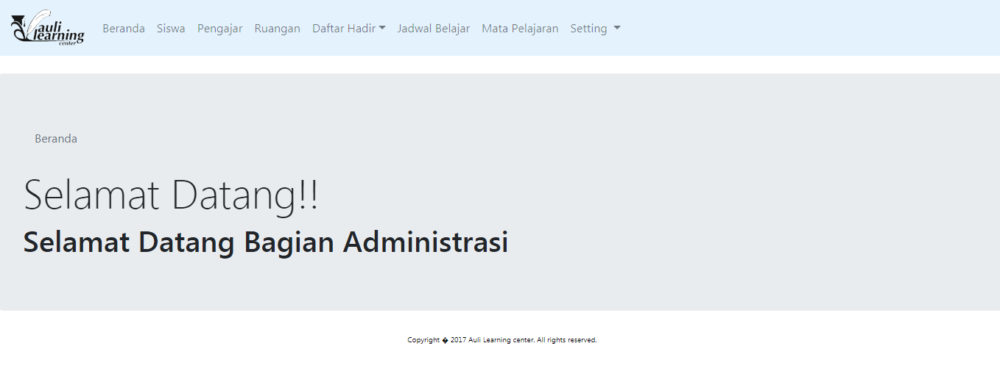 auli
learning
center
Beranda Siswa Pengajar Ruangan Daftar Hadir Jadwal Belajar Mata Pelajaran Setting
Beranda
Selamat Datang!!
Selamat Datang Bagian Administrasi
Copyright � 2017 Auli Learning center. All rights reserved.